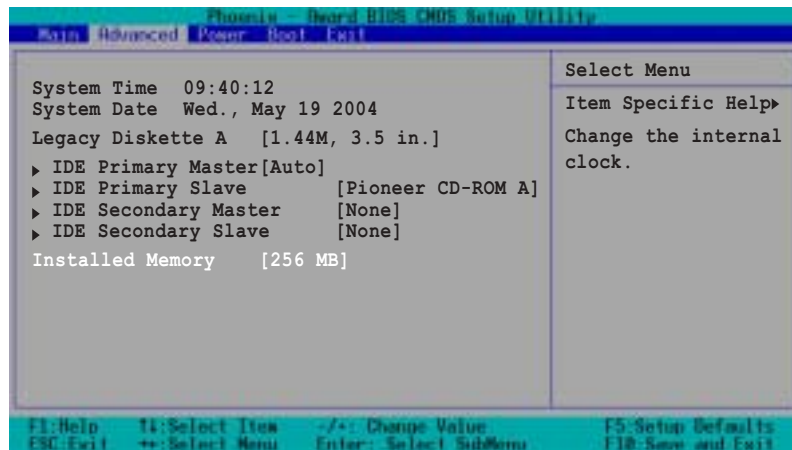 Phoenix - Award BIOS CMOS Setup Utility
Main Advanced Power Boot Exit
System Time 09:40:12
System Date Wed., May 19 2004
Legacy Diskette A [1.44M, 3.5 in.]
IDE Primary Master[Auto]
IDE Primary Slave [Pioneer CD-ROM A]
IDE Secondary Master [None]
IDE Secondary Slave [None]
Installed Memory [256 MB]
Select Menu
Item Specific Help▸
Change the internal
clock.
F1:Help ↑↓:Select Item -/+: Change Value F5:Setup Defaults
ESC:Exit ↔:Select Menu Enter: Select SubMenu F10:Save and Exit